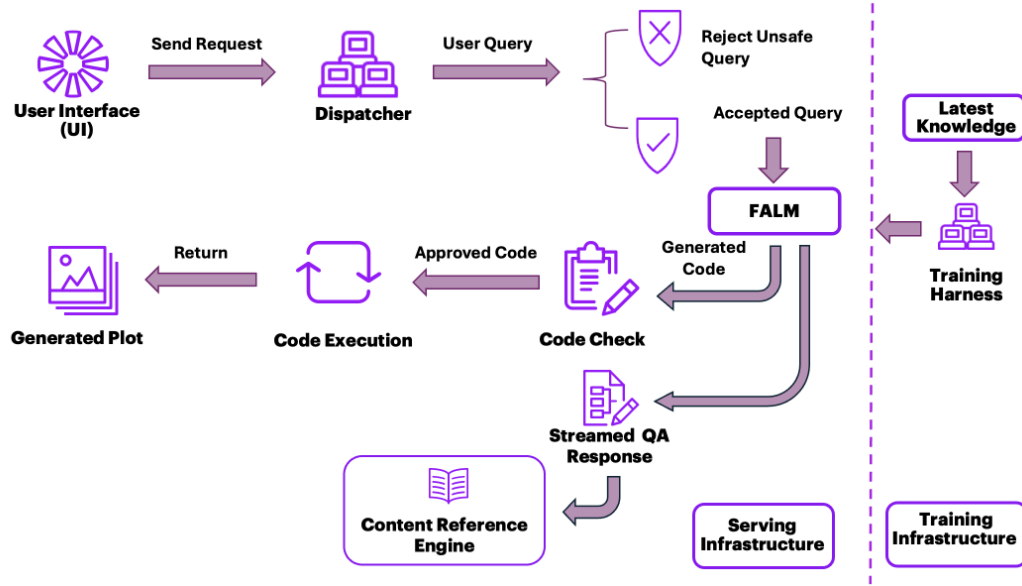 Send Request
User Query
Reject Unsafe
Query
User Interface
(UI)
Dispatcher
Accepted Query
Latest
Knowledge
FALM
Generated
Code
Approved Code
Return
Training
Harness
Generated Plot
Code Execution
Code Check
Streamed QA
Response
Content Reference
Engine
Serving
Infrastructure
Training
Infrastructure